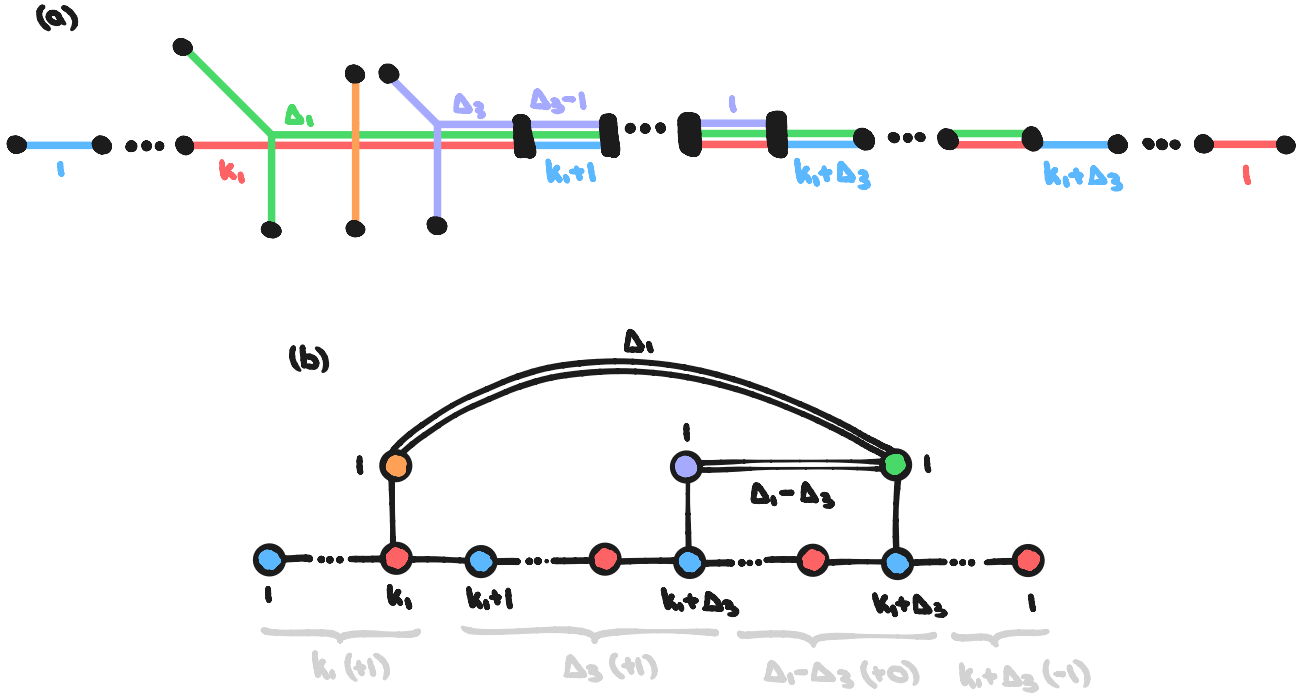 (a)
Δ₁ Δ₃ Δ₃-1 1
1 k₁ k₁+1 k₁+Δ₃ k₁+Δ₃ 1
(b)
Δ₁
1
1 1
Δ₁-Δ₃
1 k₁ k₁+1 k₁+Δ₃ k₁+Δ₃ 1
k₁ (+1) Δ₃ (+1) Δ₁-Δ₃ (+0) k₁+Δ₃ (-1)